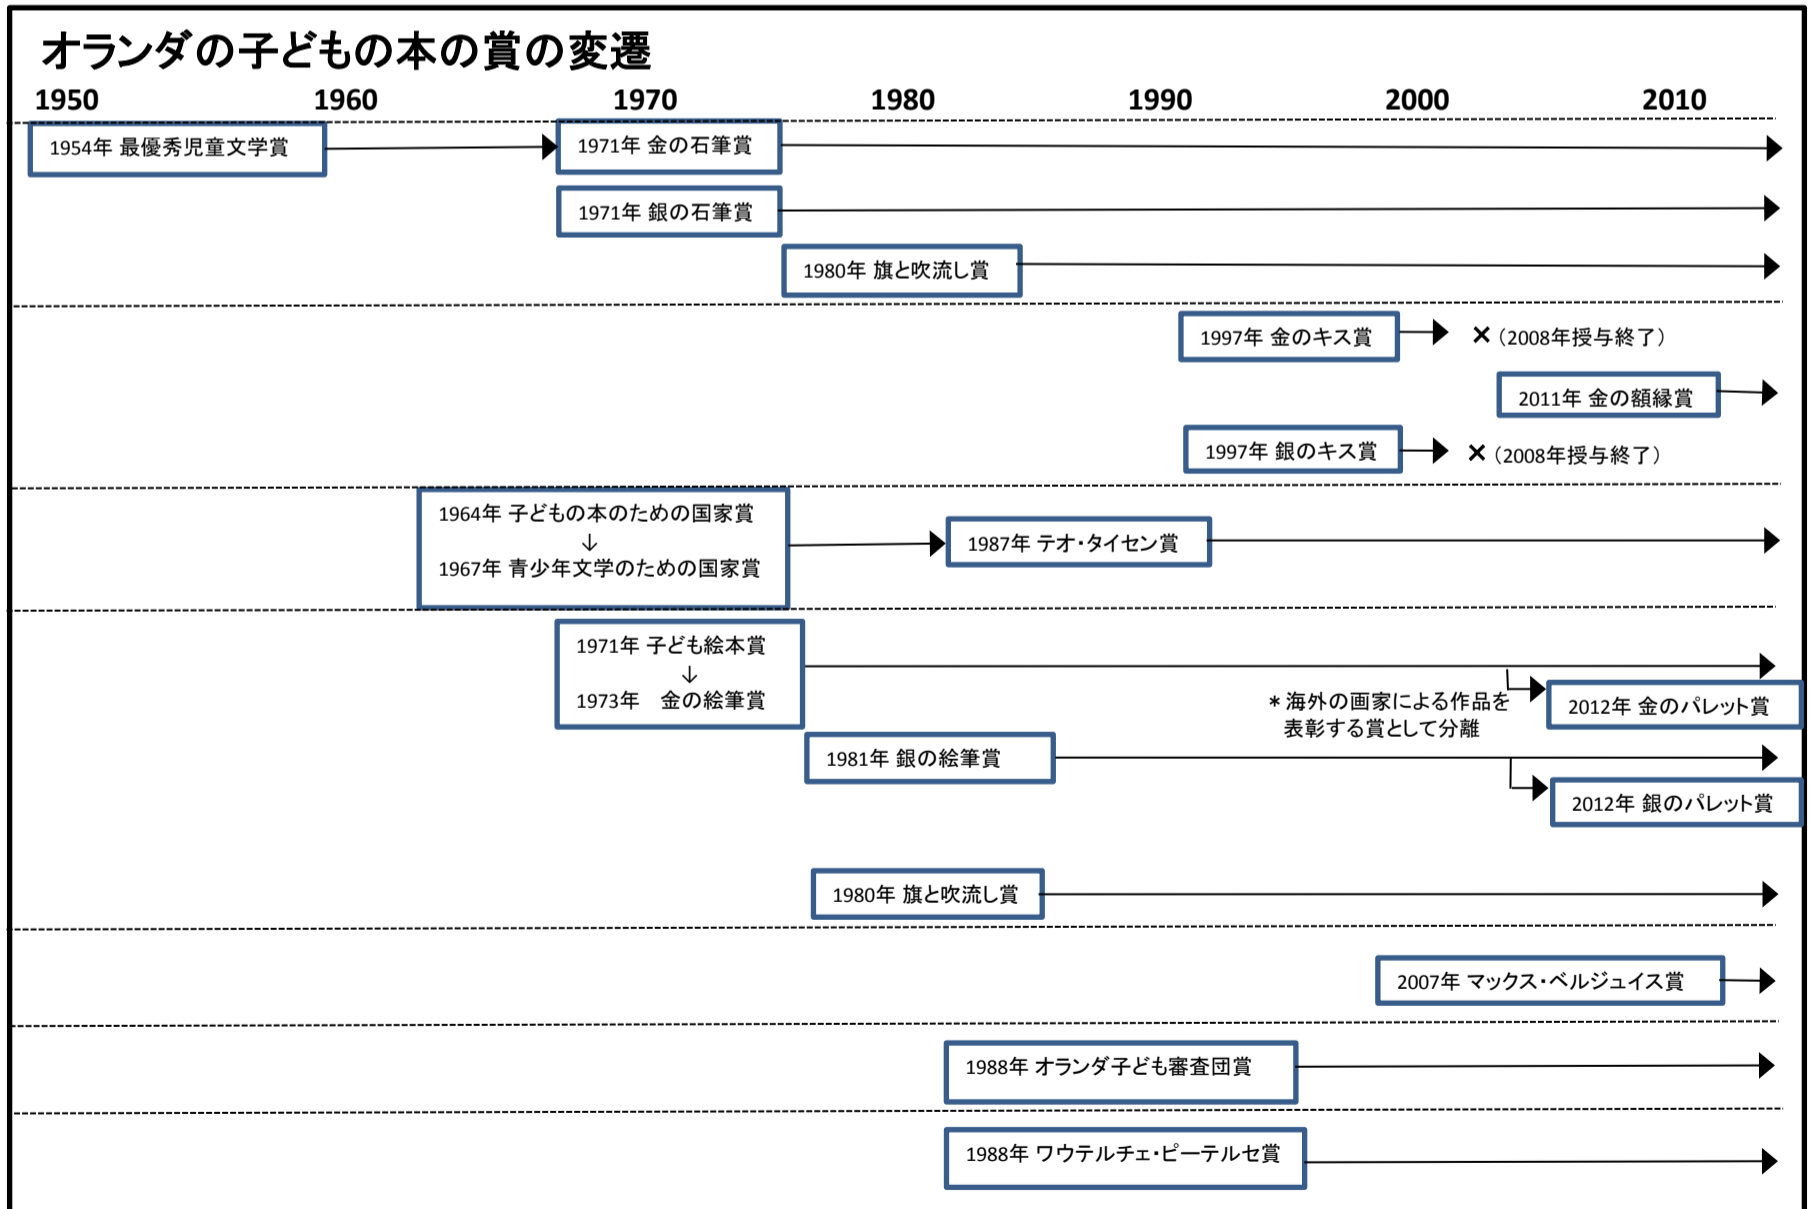 オランダの子どもの本の賞の変遷
1950 1960 1970 1980 1990 2000 2010
1954年 最優秀児童文学賞
1971年 金の石筆賞
1971年 銀の石筆賞
1980年 旗と吹流し賞
1997年 金のキス賞
×（2008年授与終了）
2011年 金の額縁賞
1997年 銀のキス賞
×（2008年授与終了）
1964年 子どもの本のための国家賞
↓
1967年 青少年文学のための国家賞
1987年 テオ・タイセン賞
1971年 子ども絵本賞
↓
1973年　金の絵筆賞
＊海外の画家による作品を
表彰する賞として分離
2012年 金のパレット賞
1981年 銀の絵筆賞
2012年 銀のパレット賞
1980年 旗と吹流し賞
2007年 マックス・ベルジュイス賞
1988年 オランダ子ども審査団賞
1988年 ワウテルチェ・ピーテルセ賞